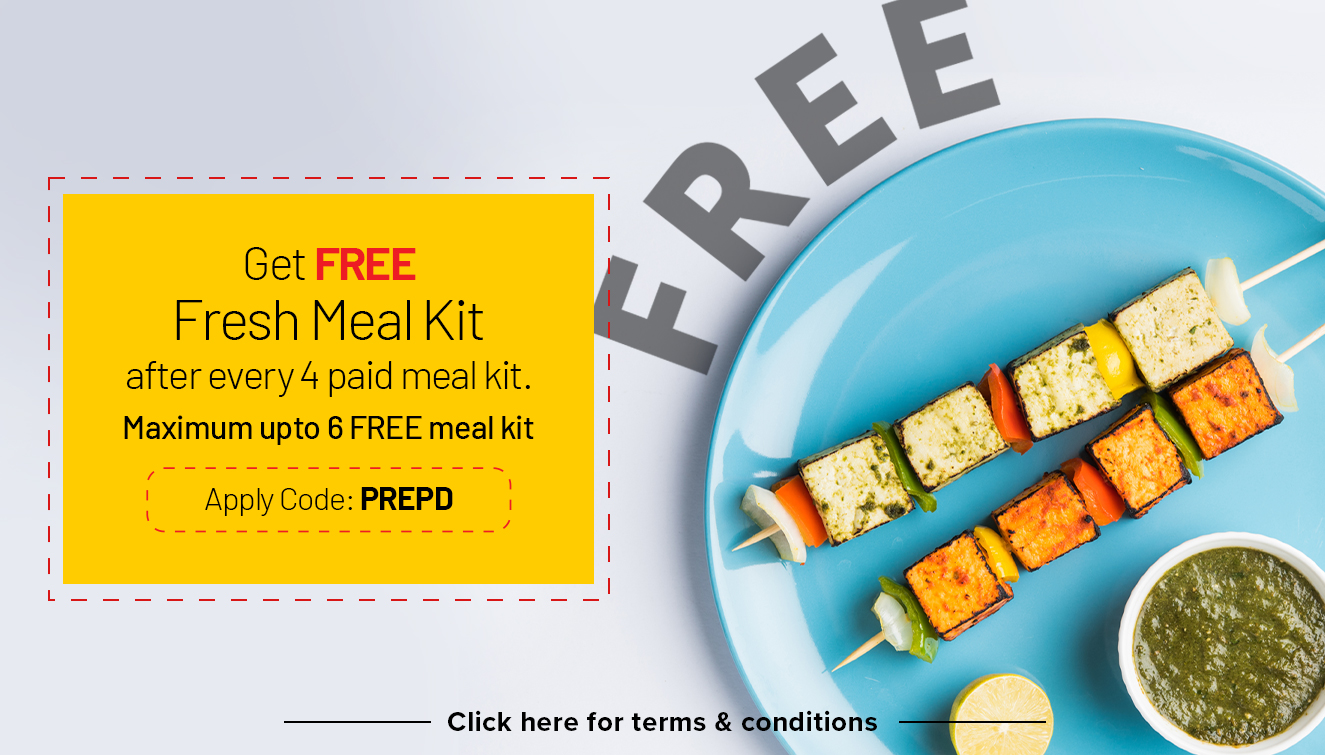 FREE
Get FREE
Fresh Meal Kit
after every 4 paid meal kit.
Maximum upto 6 FREE meal kit
Apply Code: PREPD
Click here for terms & conditions